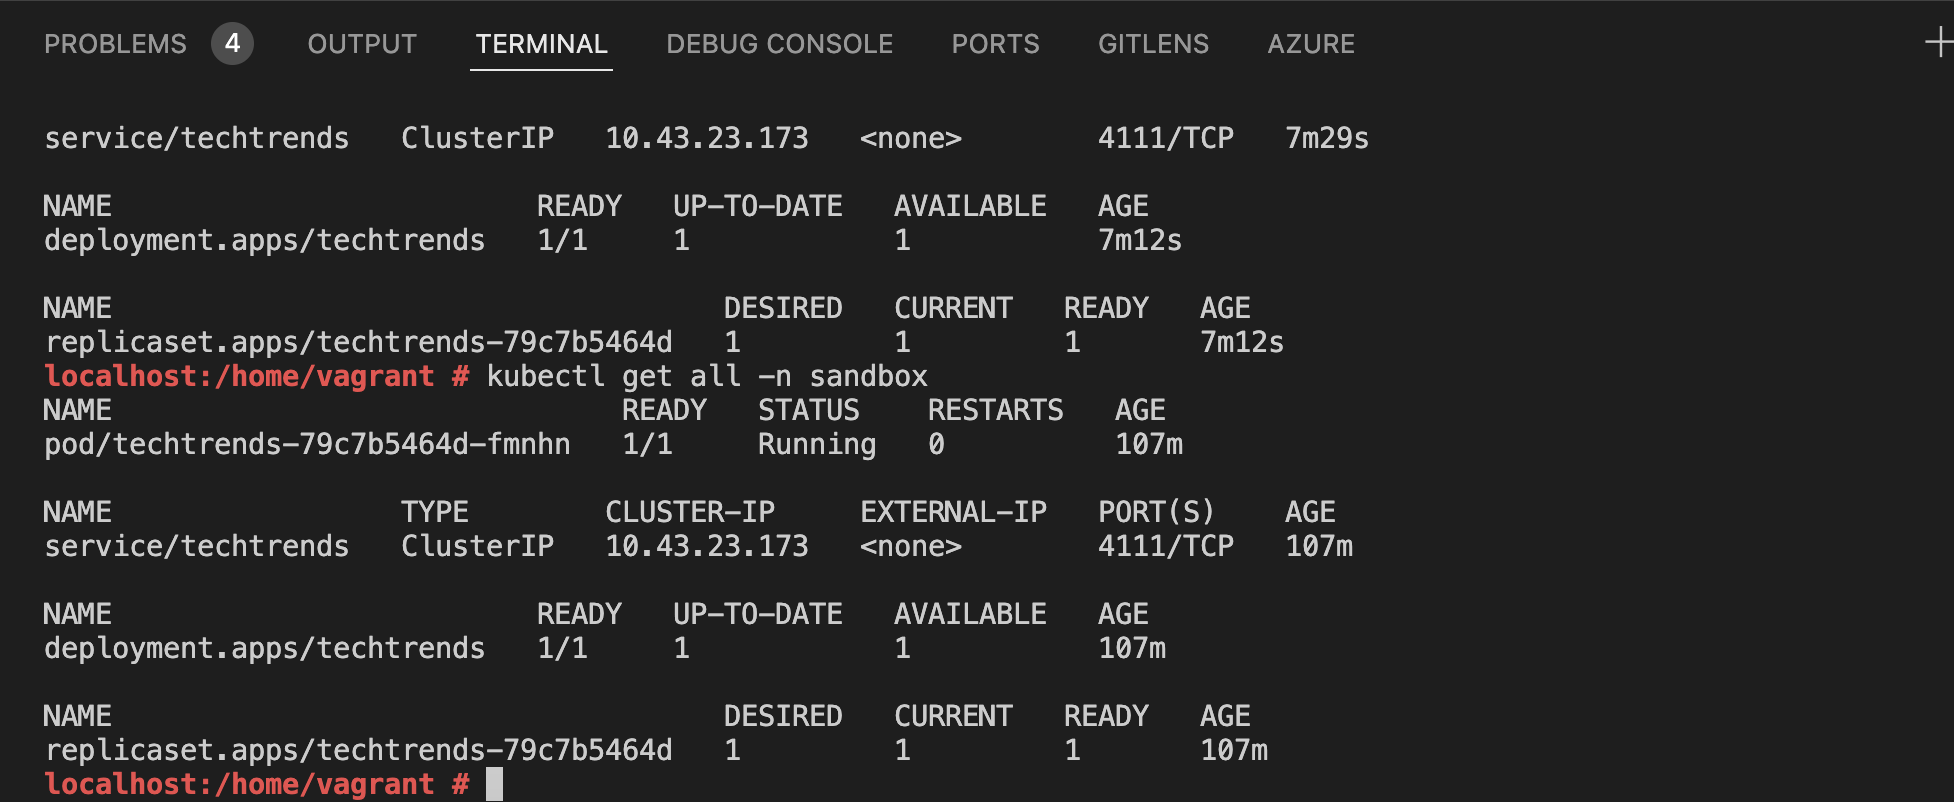 PROBLEMS 4 OUTPUT TERMINAL DEBUG CONSOLE PORTS GITLENS AZURE
service/techtrends   ClusterIP   10.43.23.173   <none>        4111/TCP   7m29s
NAME                         READY   UP-TO-DATE   AVAILABLE   AGE
deployment.apps/techtrends   1/1     1            1           7m12s
NAME                                    DESIRED   CURRENT   READY   AGE
replicaset.apps/techtrends-79c7b5464d   1         1         1       7m12s
localhost:/home/vagrant # kubectl get all -n sandbox
NAME                              READY   STATUS    RESTARTS   AGE
pod/techtrends-79c7b5464d-fmnhn   1/1     Running   0          107m
NAME                 TYPE        CLUSTER-IP     EXTERNAL-IP   PORT(S)    AGE
service/techtrends   ClusterIP   10.43.23.173   <none>        4111/TCP   107m
NAME                         READY   UP-TO-DATE   AVAILABLE   AGE
deployment.apps/techtrends   1/1     1            1           107m
NAME                                    DESIRED   CURRENT   READY   AGE
replicaset.apps/techtrends-79c7b5464d   1         1         1       107m
localhost:/home/vagrant #